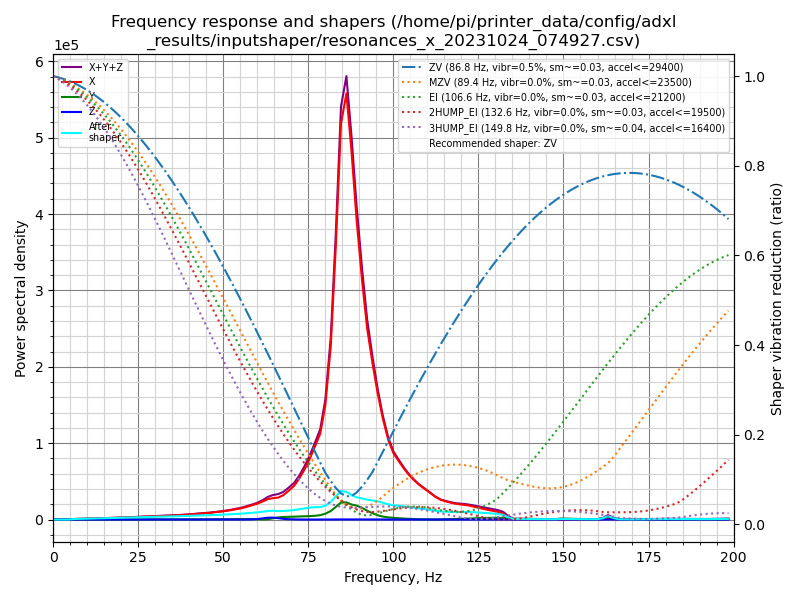 Frequency response and shapers (/home/pi/printer_data/config/adxl
_results/inputshaper/resonances_x_20231024_074927.csv)
1e5
X+Y+Z
X
Y
Z
After
shaper
ZV (86.8 Hz, vibr=0.5%, sm~=0.03, accel<=29400)
MZV (89.4 Hz, vibr=0.0%, sm~=0.03, accel<=23500)
EI (106.6 Hz, vibr=0.0%, sm~=0.03, accel<=21200)
2HUMP_EI (132.6 Hz, vibr=0.0%, sm~=0.03, accel<=19500)
3HUMP_EI (149.8 Hz, vibr=0.0%, sm~=0.04, accel<=16400)
Recommended shaper: ZV
Power spectral density
6
5
4
3
2
1
0
Shaper vibration reduction (ratio)
1.0
0.8
0.6
0.4
0.2
0.0
0 25 50 75 100 125 150 175 200
Frequency, Hz